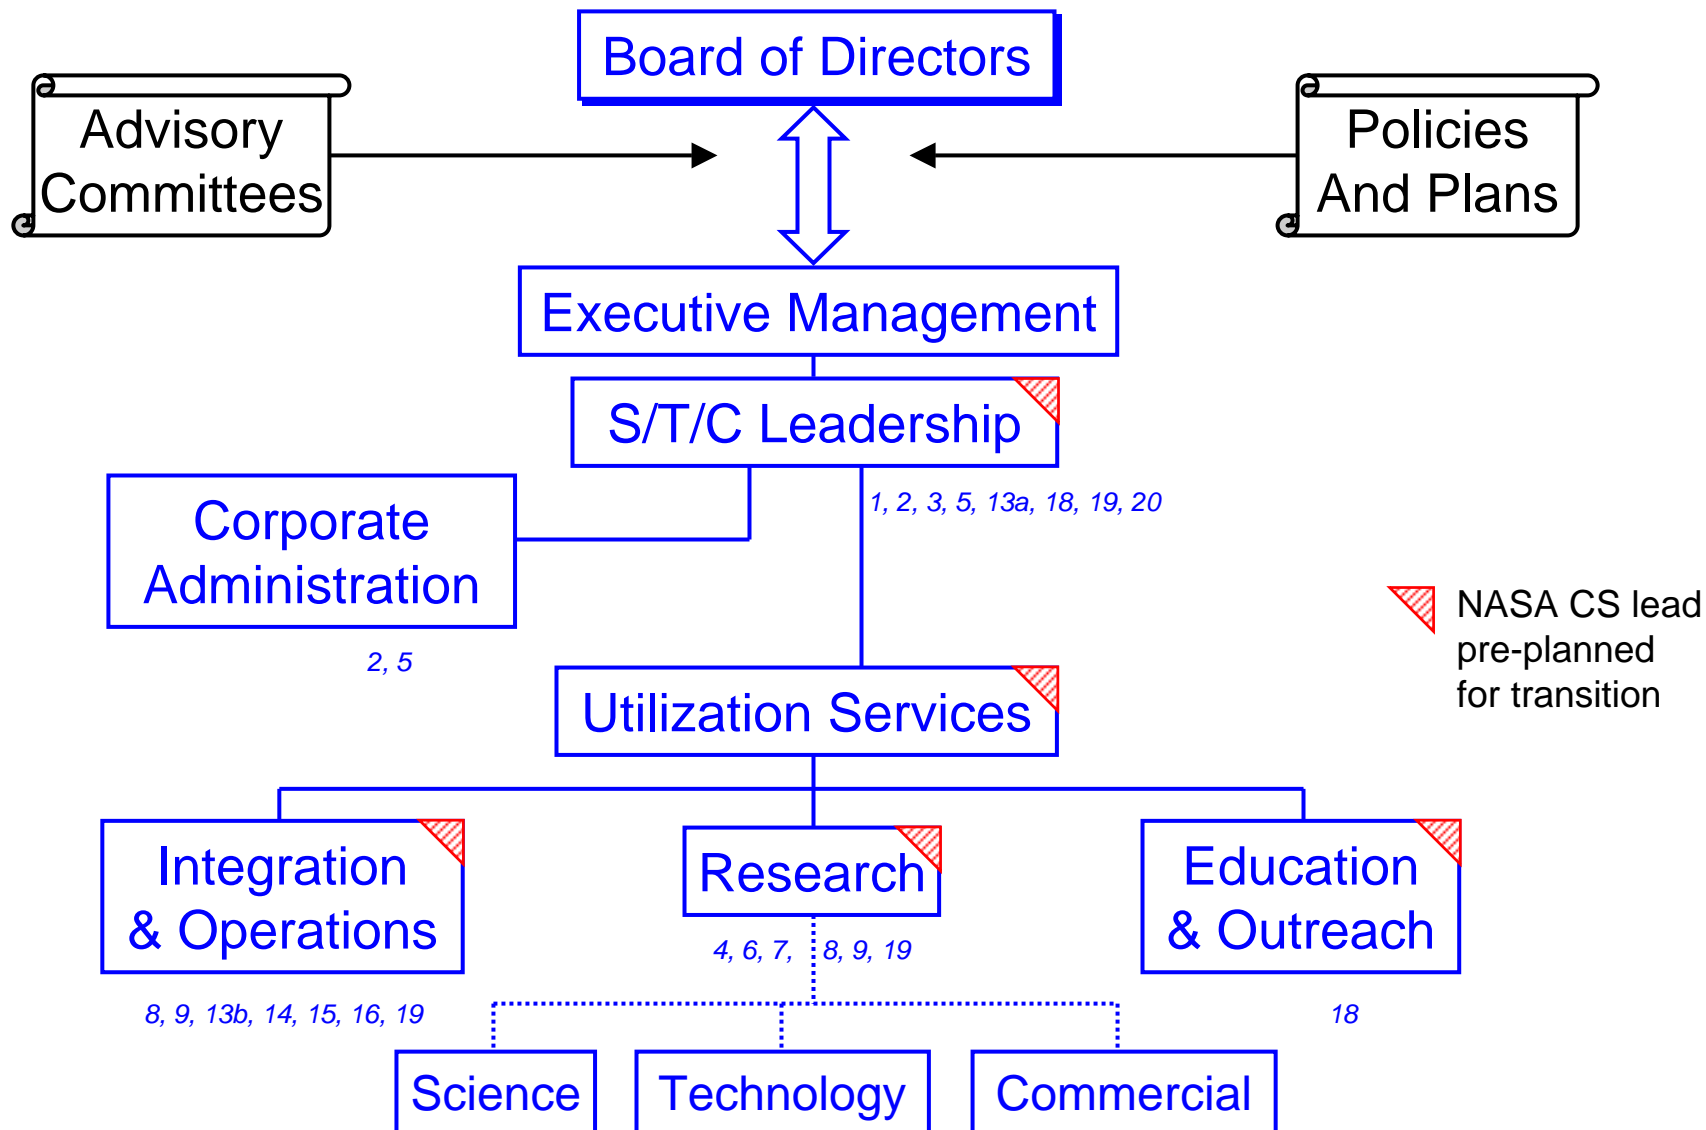 Board of Directors
Advisory
Committees
Policies
And Plans
Executive Management
S/T/C Leadership
1, 2, 3, 5, 13a, 18, 19, 20
Corporate
Administration
2, 5
NASA CS lead
pre-planned
for transition
Utilization Services
Integration
& Operations
8, 9, 13b, 14, 15, 16, 19
Research
4, 6, 7, 8, 9, 19
Education
& Outreach
18
Science
Technology
Commercial